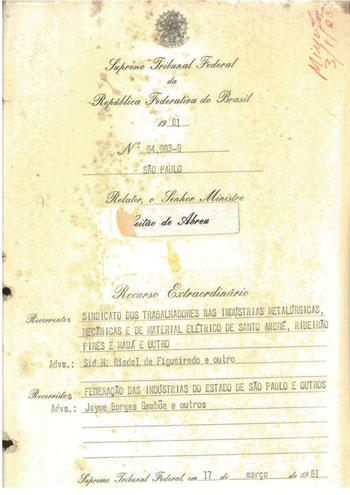 Supremo Tribunal Federal
da
República Federativa do Brasil
1981
Nº 94.083-9
SÃO PAULO
Relator, o Senhor Ministro
Leitão de Abreu
Recurso Extraordinário
Recorrentes SINDICATO DOS TRABALHADORES NAS INDÚSTRIAS METALÚRGICAS,
MECÂNICAS E DE MATERIAL ELÉTRICO DE SANTO ANDRÉ, RIBEIRÃO
PIRES E MAUÁ E OUTRO
Advs.: Sid H. Riedel de Figueiredo e outro
Recorridos FEDERAÇÃO DAS INDÚSTRIAS DO ESTADO DE SÃO PAULO E OUTROS
Advs.: Jayme Borges Gambôa e outros
Supremo Tribunal Federal, em 17 de março de 1981